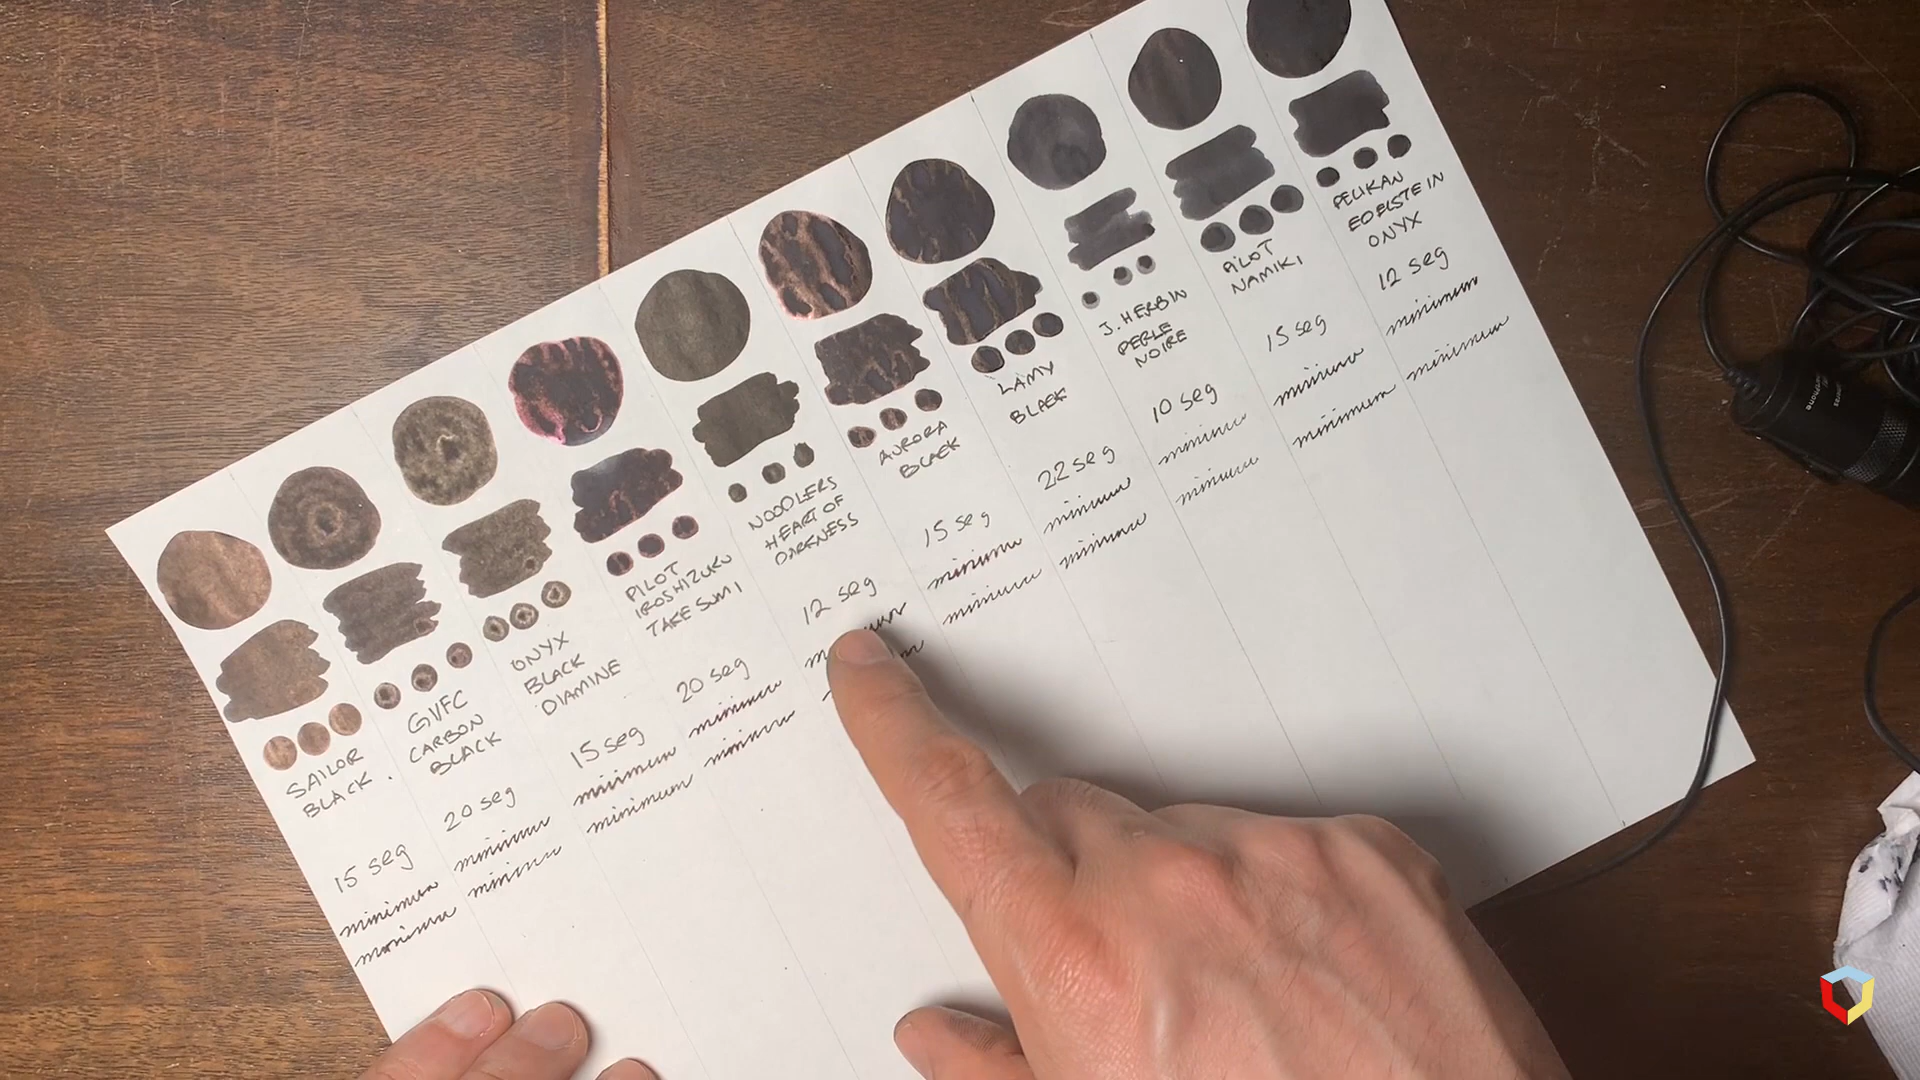 SAILOR
BLACK
15 seg
minimum
minimum
GVFC
CARBON
BLACK
20 seg
minimum
minimum
ONYX
BLACK
DIAMINE
15 seg
minimum
minimum
PILOT
IROSHIZUKU
TAKE SUMI
20 seg
minimum
minimum
NOODLERS
HEART OF
DARKNESS
12 seg
AURORA
BLACK
15 seg
minimum
minimum
LAMY
BLACK
22 seg
minimum
minimum
J. HERBIN
PERLE
NOIRE
10 seg
minimum
minimum
PILOT
NAMIKI
15 seg
minimum
minimum
PELIKAN
EDELSTEIN
ONYX
12 seg
minimum
minimum